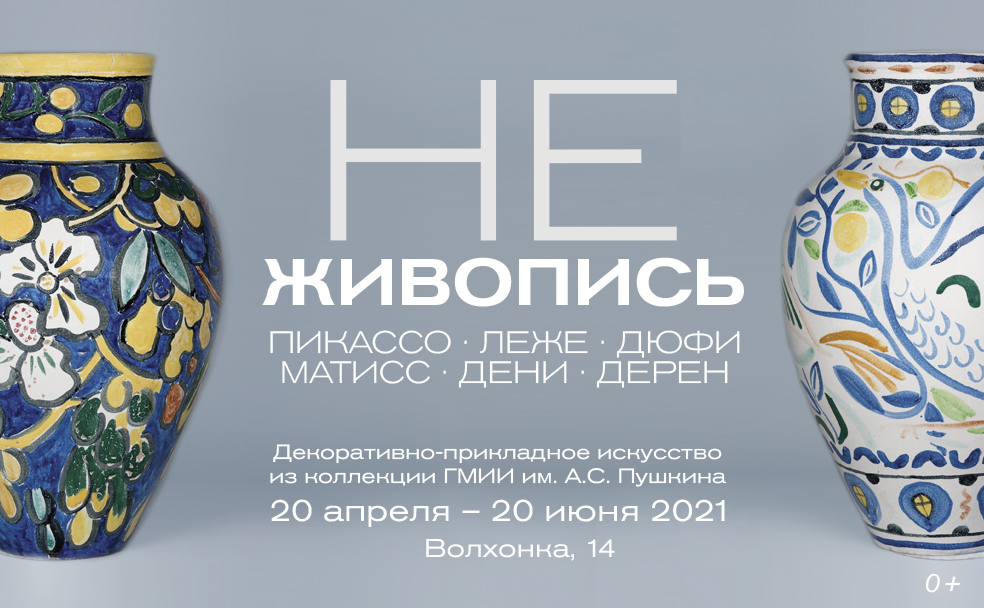 НЕ
ЖИВОПИСЬ
ПИКАССО · ЛЕЖЕ · ДЮФИ
МАТИСС · ДЕНИ · ДЕРЕН
Декоративно-прикладное искусство
из коллекции ГМИИ им. А.С. Пушкина
20 апреля – 20 июня 2021
Волхонка, 14
0+